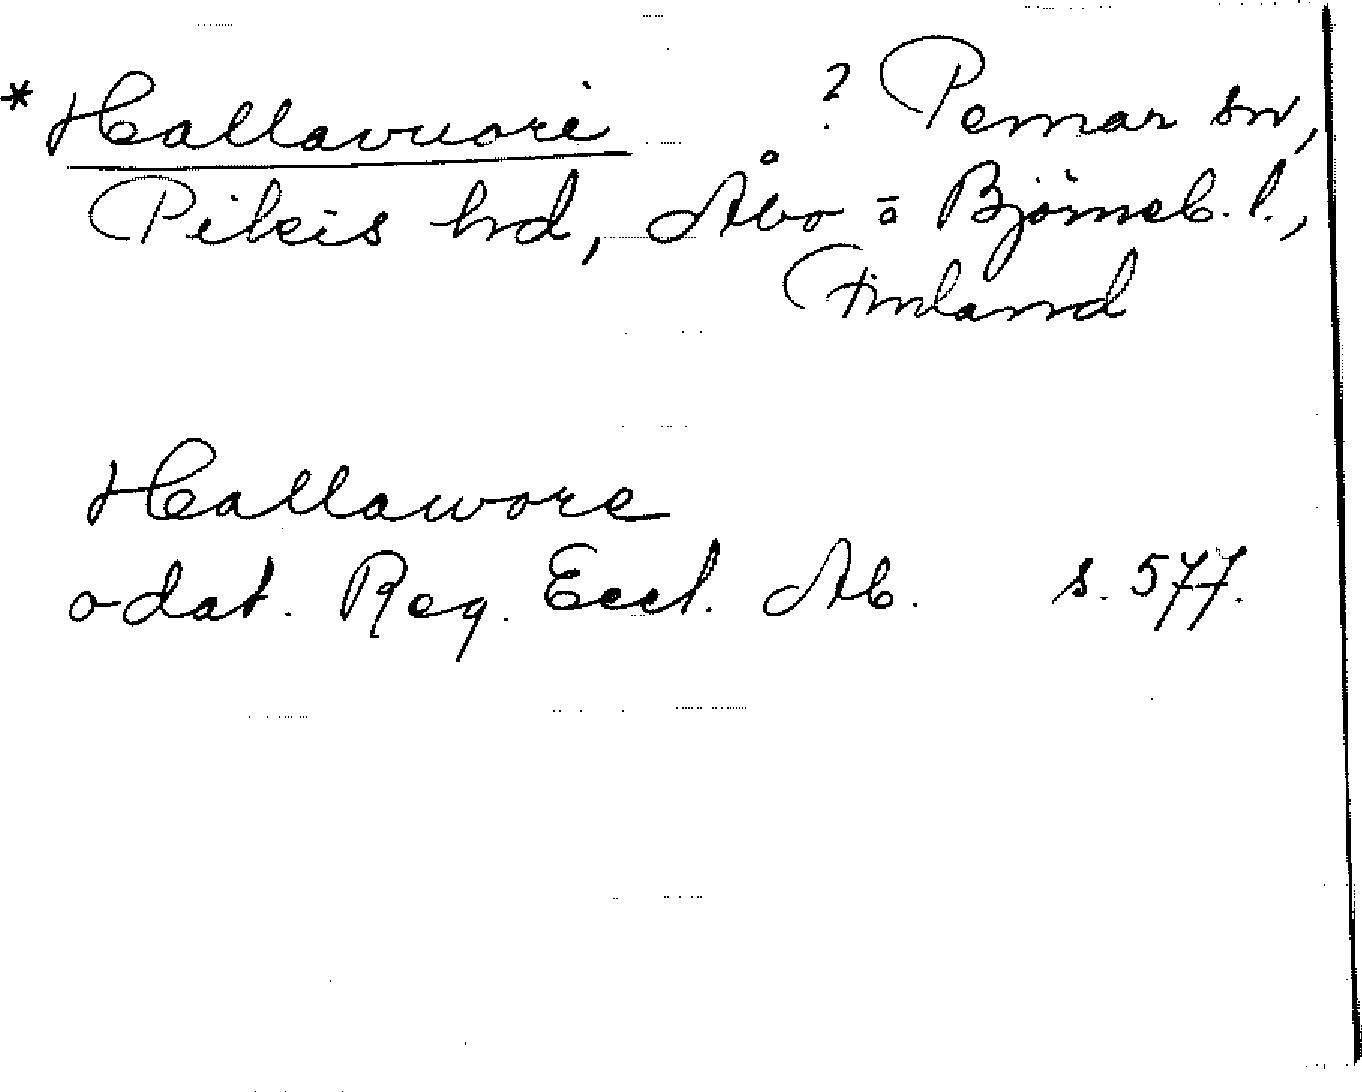 * Hallavuori ? Pemar sn,
Pikis hd, Åbo o Björneb. l.,
Finland
Hallawore
odat. Reg. Eccl. Ab. s. 577.